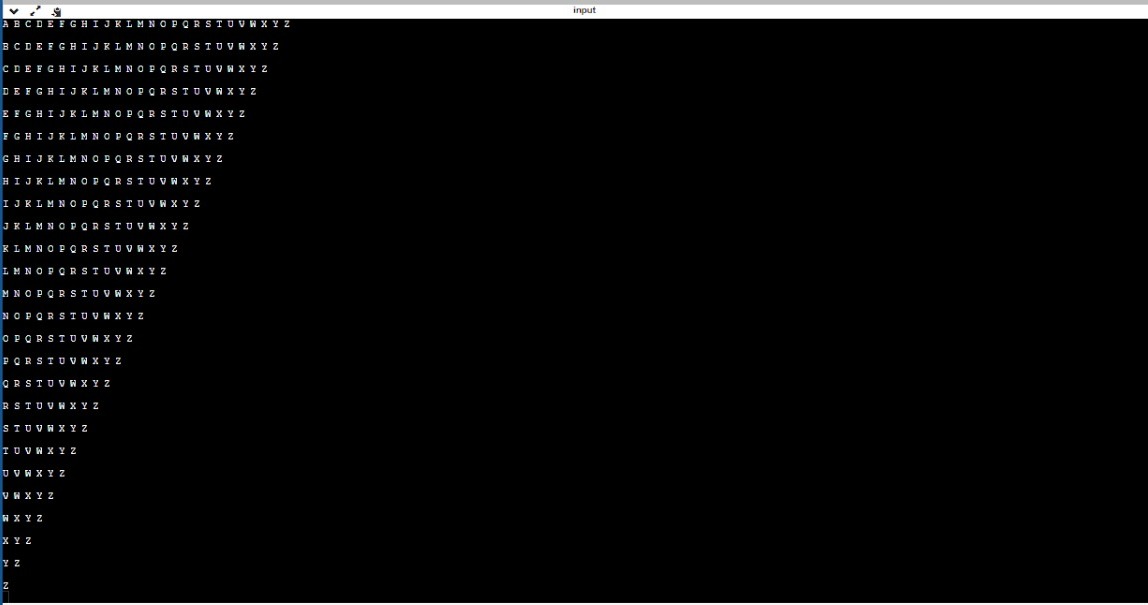 input
A B C D E F G H I J K L M N O P Q R S T U V W X Y Z
B C D E F G H I J K L M N O P Q R S T U V W X Y Z
C D E F G H I J K L M N O P Q R S T U V W X Y Z
D E F G H I J K L M N O P Q R S T U V W X Y Z
E F G H I J K L M N O P Q R S T U V W X Y Z
F G H I J K L M N O P Q R S T U V W X Y Z
G H I J K L M N O P Q R S T U V W X Y Z
H I J K L M N O P Q R S T U V W X Y Z
I J K L M N O P Q R S T U V W X Y Z
J K L M N O P Q R S T U V W X Y Z
K L M N O P Q R S T U V W X Y Z
L M N O P Q R S T U V W X Y Z
M N O P Q R S T U V W X Y Z
N O P Q R S T U V W X Y Z
O P Q R S T U V W X Y Z
P Q R S T U V W X Y Z
Q R S T U V W X Y Z
R S T U V W X Y Z
S T U V W X Y Z
T U V W X Y Z
U V W X Y Z
V W X Y Z
W X Y Z
X Y Z
Y Z
Z